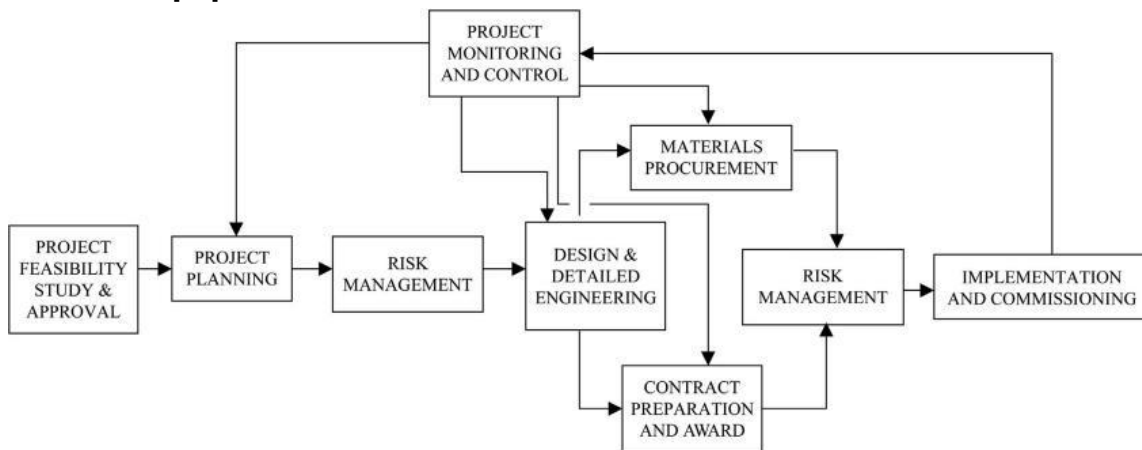 PROJECT
MONITORING
AND CONTROL
MATERIALS
PROCUREMENT
PROJECT
FEASIBILITY
STUDY &
APPROVAL
PROJECT
PLANNING
RISK
MANAGEMENT
DESIGN &
DETAILED
ENGINEERING
RISK
MANAGEMENT
IMPLEMENTATION
AND COMMISSIONING
CONTRACT
PREPARATION
AND AWARD